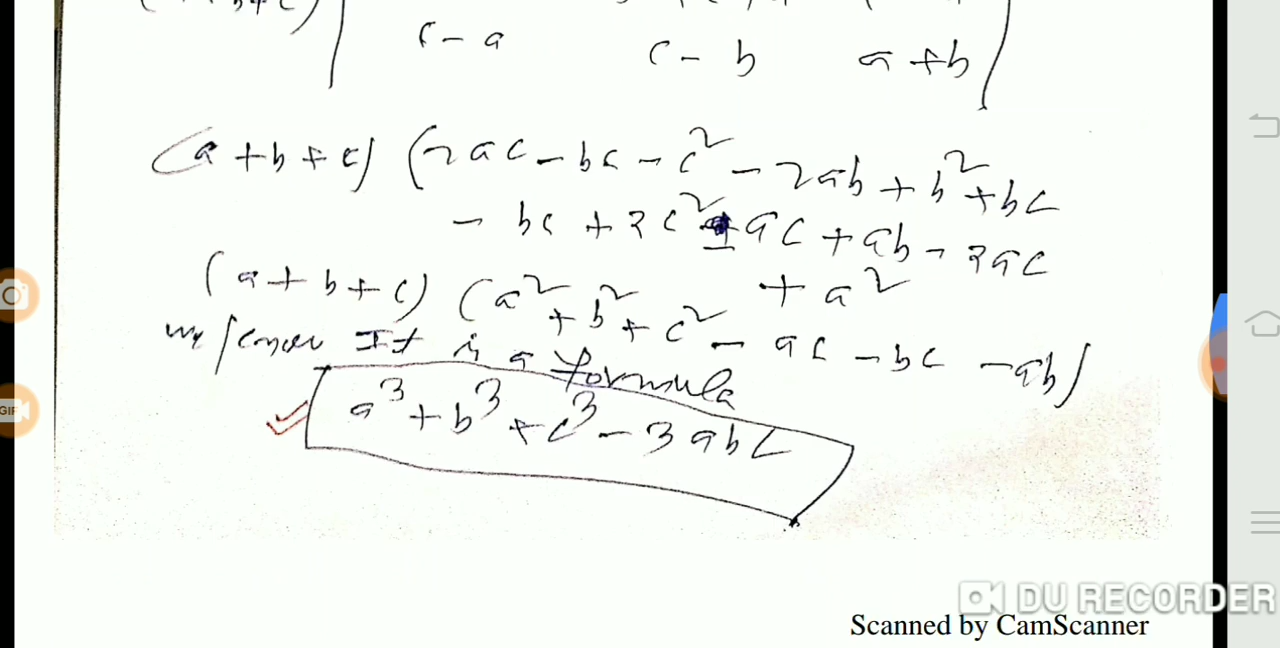 c - a c - b a + b
(a + b + c) (2ac - bc - c² - 2ab + b² + bc
- bc + 2c² + ac + ab - 2ac
+ a²
(a + b + c) (a² + b² + c² - ac - bc - ab)
It is a formula
a³ + b³ + c³ - 3abc
GIF
DU RECORDER
Scanned by CamScanner